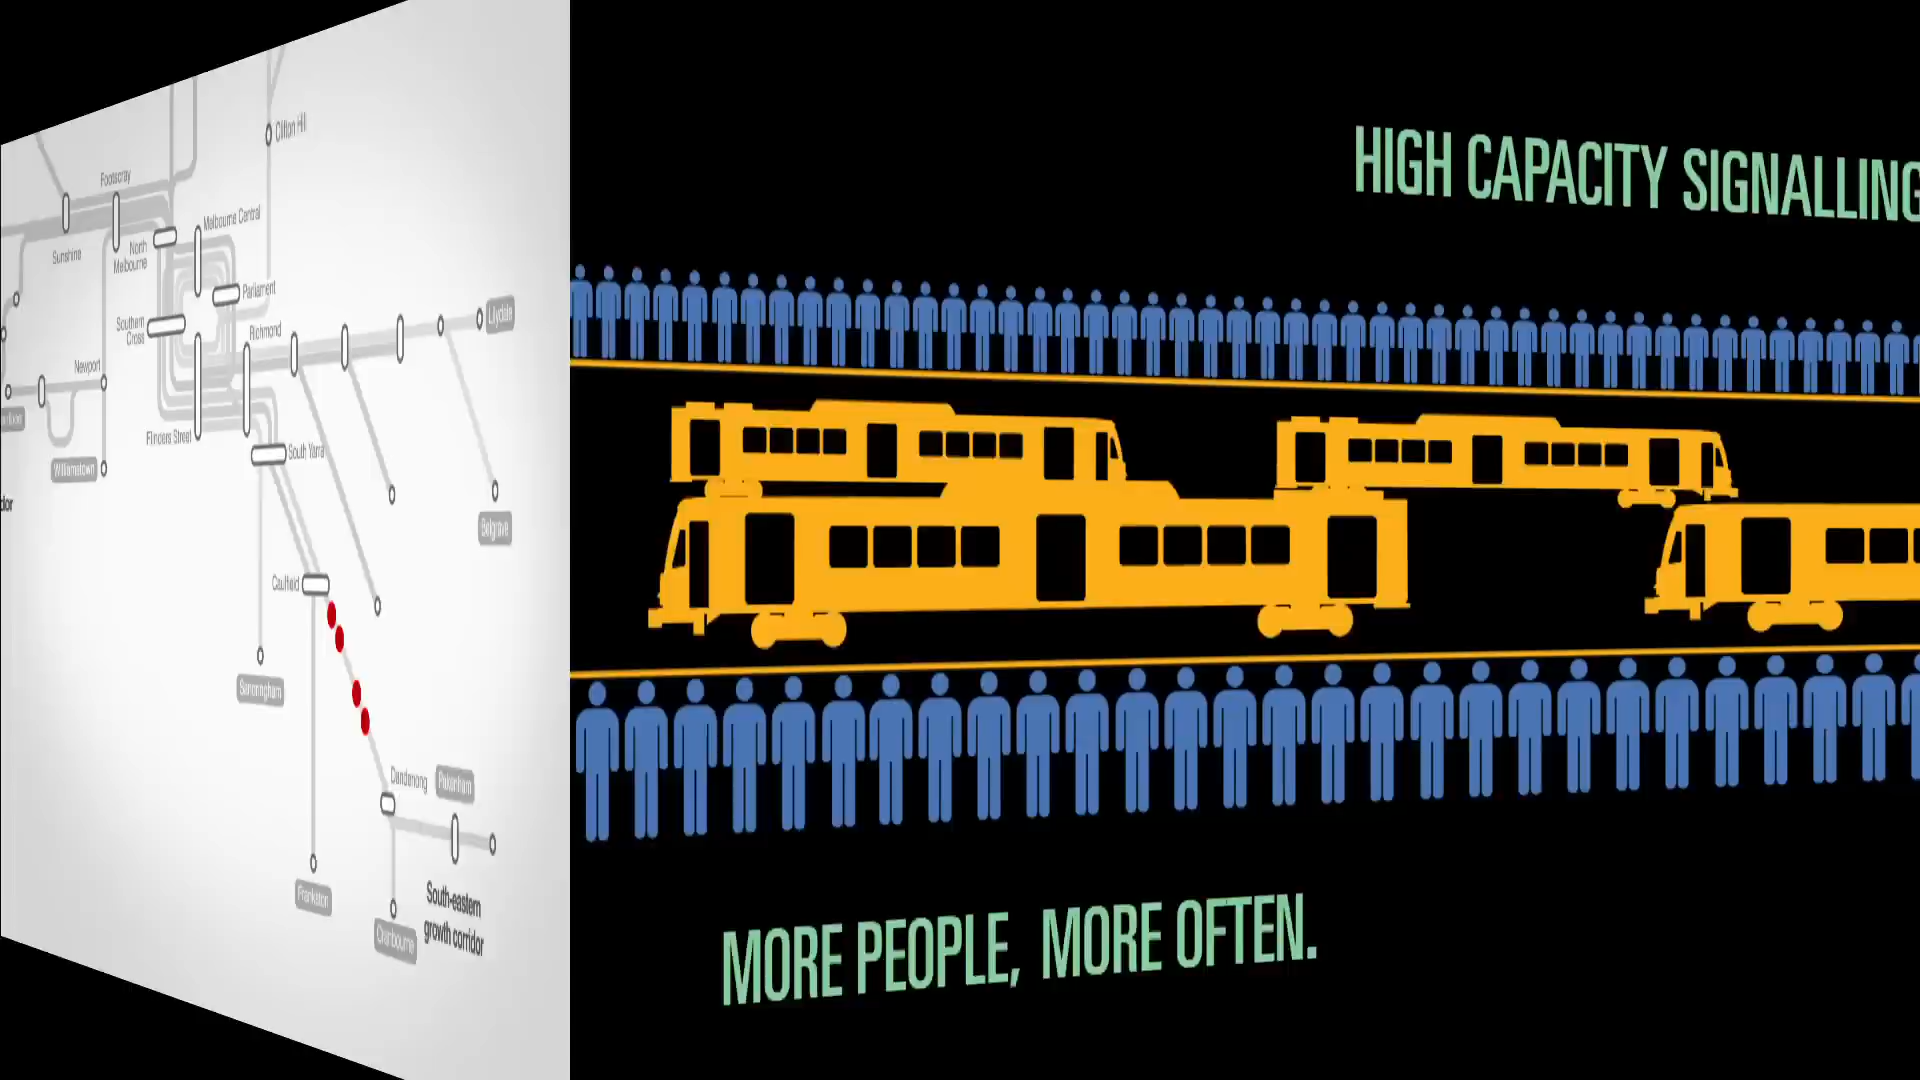 Clifton Hill
Footscray
Melbourne Central
North
Melbourne
Sunshine
Parliament
Southern
Cross
Richmond
Lilydale
Newport
Flinders Street
South Yarra
Williamstown
Belgrave
Caulfield
Sandringham
Dandenong
Pakenham
Frankston
South-eastern
growth corridor
Cranbourne
HIGH CAPACITY SIGNALLING
MORE PEOPLE, MORE OFTEN.